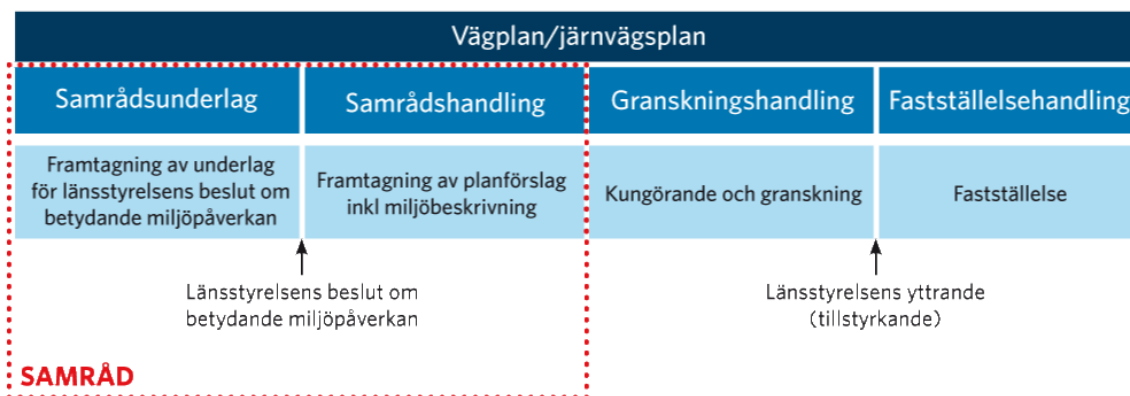 Vägplan/järnvägsplan
Samrådsunderlag
Samrådshandling
Granskningshandling
Fastställelsehandling
Framtagning av underlag
för länsstyrelsens beslut om
betydande miljöpåverkan
Framtagning av planförslag
inkl miljöbeskrivning
Kungörande och granskning
Fastställelse
Länsstyrelsens beslut om
betydande miljöpåverkan
Länsstyrelsens yttrande
(tillstyrkande)
SAMRÅD